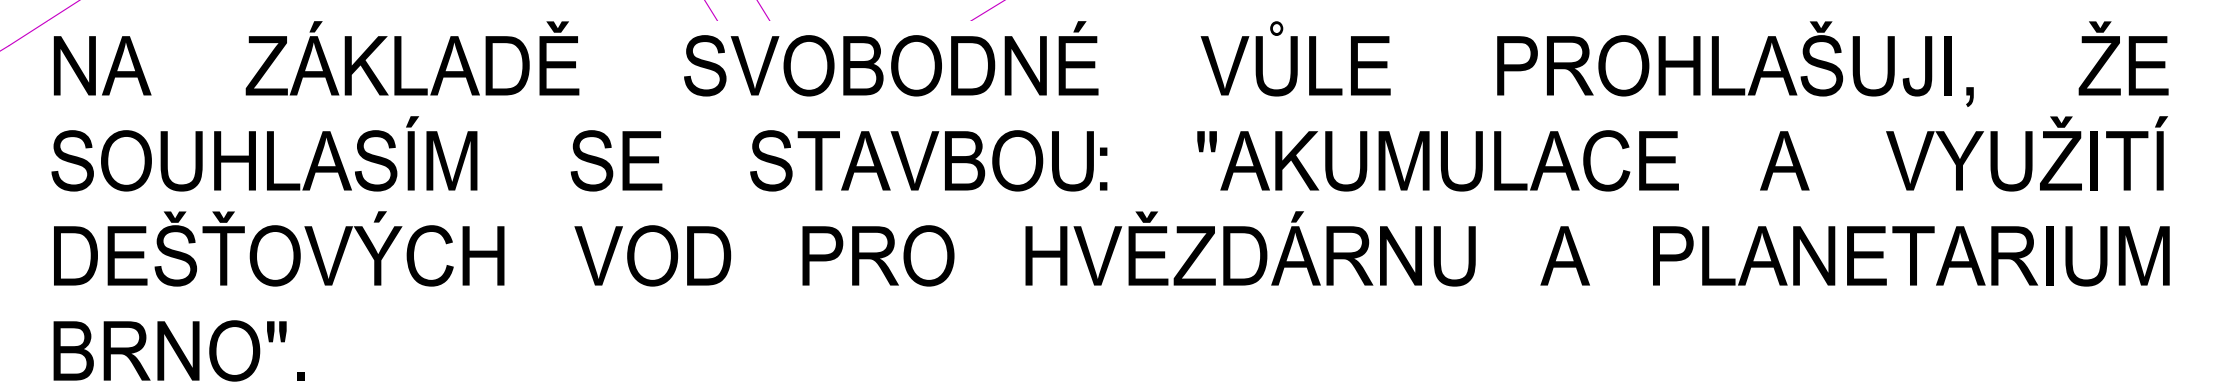 NA ZÁKLADĚ SVOBODNÉ VŮLE PROHLAŠUJI, ŽE
SOUHLASÍM SE STAVBOU: "AKUMULACE A VYUŽITÍ
DEŠŤOVÝCH VOD PRO HVĚZDÁRNU A PLANETARIUM
BRNO".